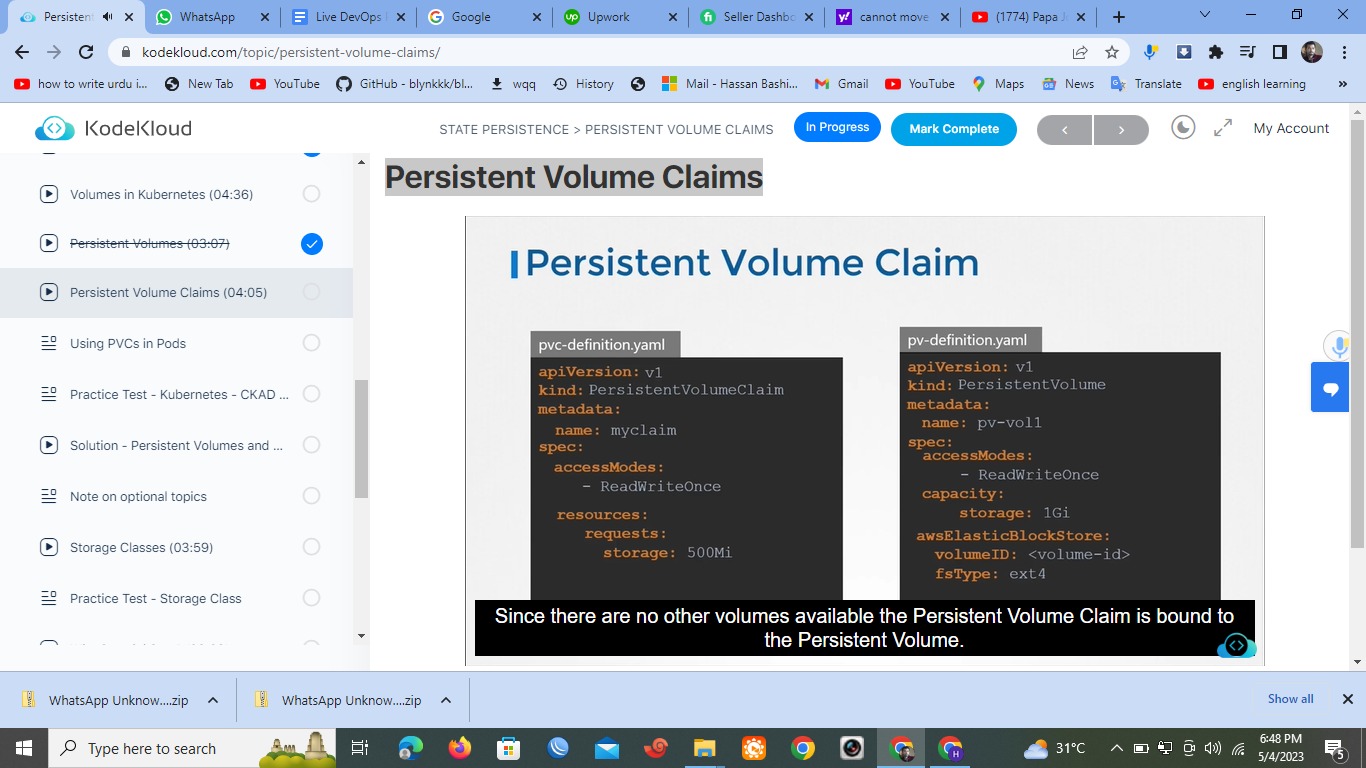 Persistent
WhatsApp
Live DevOps
Google
Upwork
Seller Dashbo
cannot move
(1774) Papa J
kodekloud.com/topic/persistent-volume-claims/
how to write urdu i...
New Tab
YouTube
GitHub - blynkkk/bl...
wqq
History
Mail - Hassan Bashi...
Gmail
YouTube
Maps
News
Translate
english learning
»
KodeKloud
STATE PERSISTENCE > PERSISTENT VOLUME CLAIMS
In Progress
Mark Complete
My Account
Volumes in Kubernetes (04:36)
Persistent Volumes (03:07)
Persistent Volume Claims (04:05)
Using PVCs in Pods
Practice Test - Kubernetes - CKAD ...
Solution - Persistent Volumes and ...
Note on optional topics
Storage Classes (03:59)
Practice Test - Storage Class
Persistent Volume Claims
Persistent Volume Claim
pvc-definition.yaml
apiVersion: v1
kind: PersistentVolumeClaim
metadata:
name: myclaim
spec:
accessModes:
- ReadWriteOnce
resources:
requests:
storage: 500Mi
pv-definition.yaml
apiVersion: v1
kind: PersistentVolume
metadata:
name: pv-vol1
spec:
accessModes:
- ReadWriteOnce
capacity:
storage: 1Gi
awsElasticBlockStore:
volumeID: <volume-id>
fsType: ext4
Since there are no other volumes available the Persistent Volume Claim is bound to
the Persistent Volume.
WhatsApp Unknow....zip
WhatsApp Unknow....zip
Show all
Type here to search
31°C
6:48 PM
5/4/2023
5